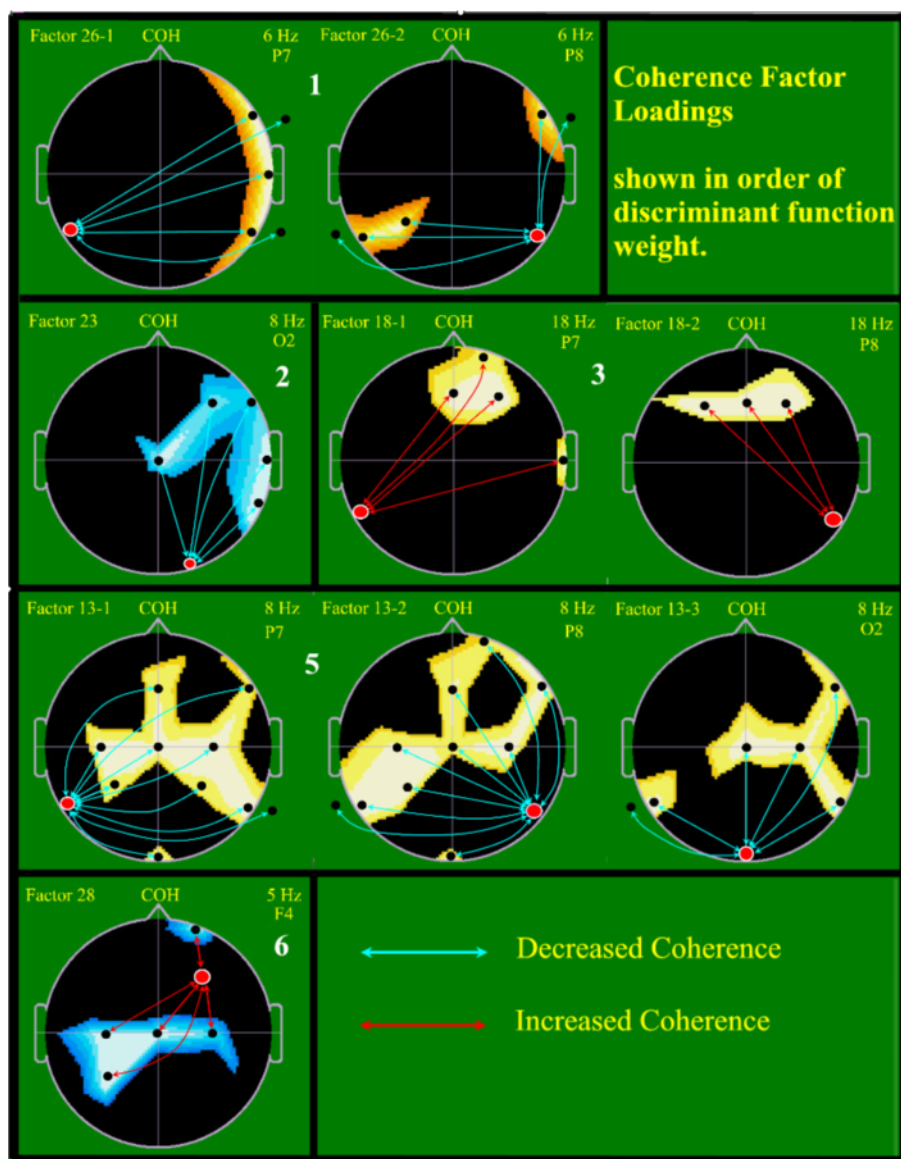 Factor 26-1 COH 6 Hz
P7
1
Factor 26-2 COH 6 Hz
P8
Coherence Factor
Loadings
shown in order of
discriminant function
weight.
Factor 23 COH 8 Hz
O2
2
Factor 18-1 COH 18 Hz
P7
3
Factor 18-2 COH 18 Hz
P8
Factor 13-1 COH 8 Hz
P7
5
Factor 13-2 COH 8 Hz
P8
Factor 13-3 COH 8 Hz
O2
Factor 28 COH 5 Hz
F4
6
Decreased Coherence
Increased Coherence